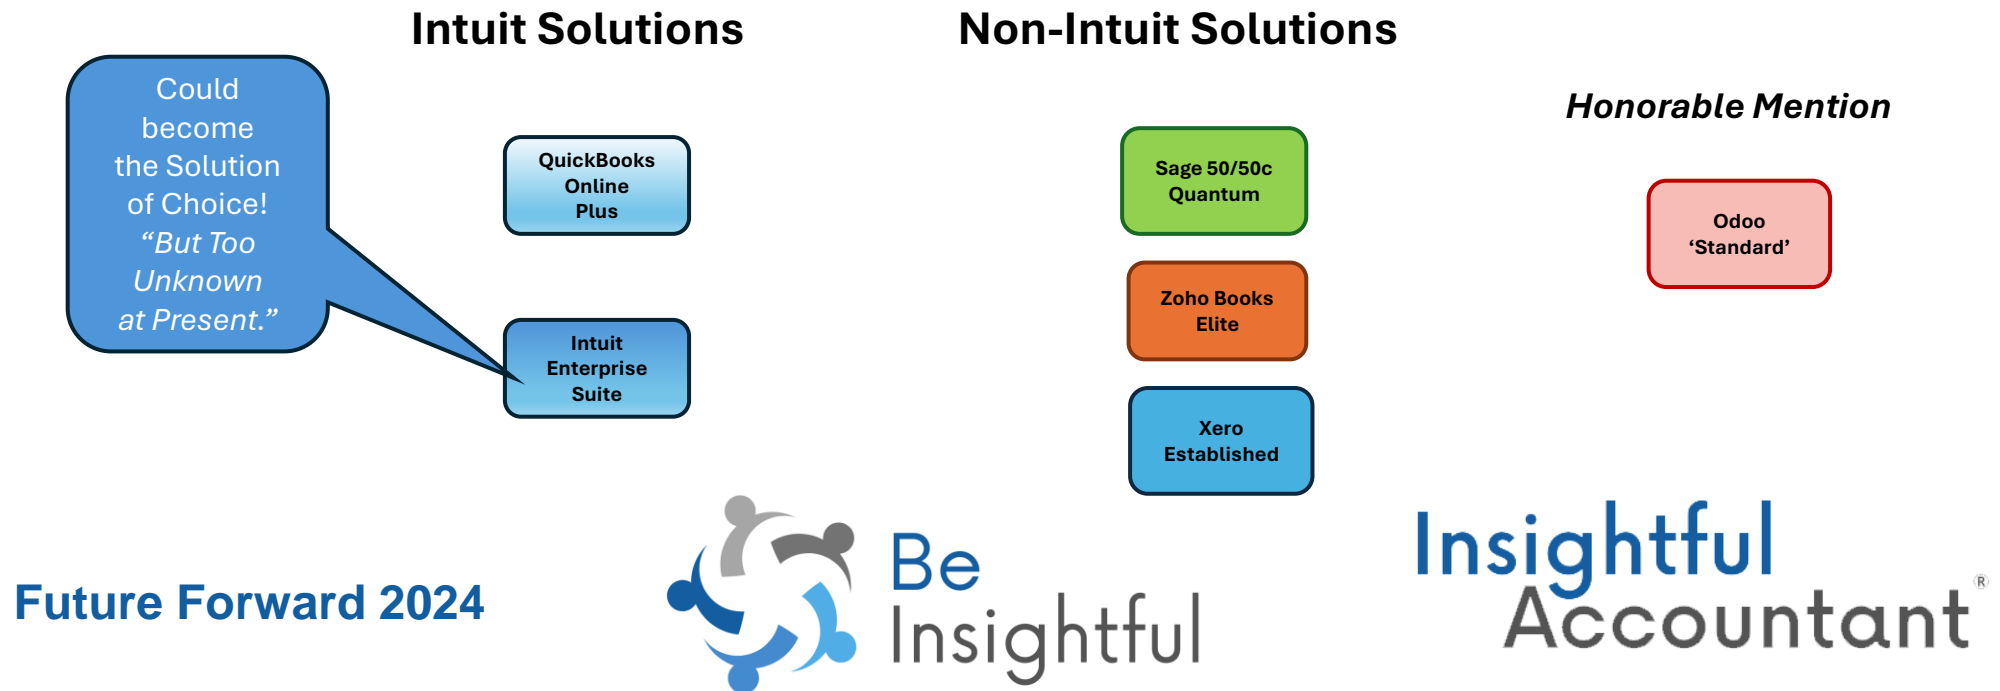 Intuit Solutions
Non-Intuit Solutions
Could
become
the Solution
of Choice!
“But Too
Unknown
at Present.”
QuickBooks
Online
Plus
Intuit
Enterprise
Suite
Sage 50/50c
Quantum
Zoho Books
Elite
Xero
Established
Honorable Mention
Odoo
‘Standard’
Future Forward 2024
Be
Insightful
Insightful
Accountant®